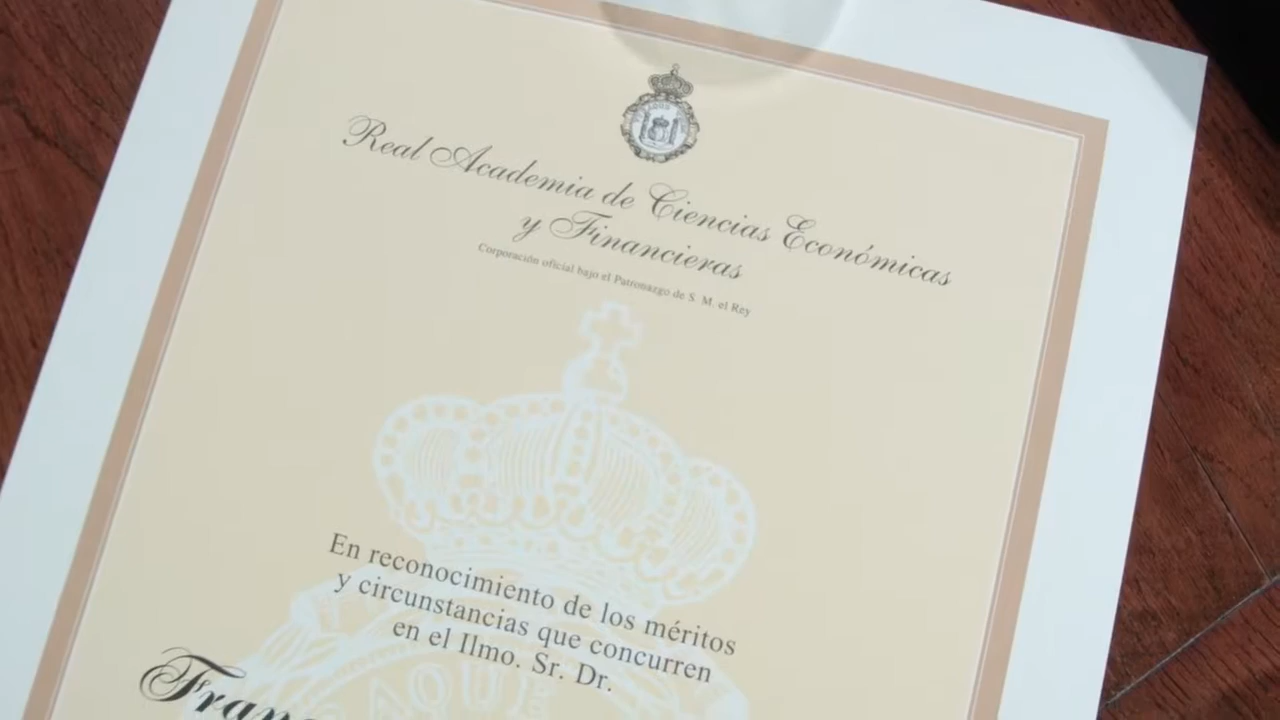 Real Academia de Ciencias Económicas
y Financieras
Corporación oficial bajo el Patronazgo de S. M. el Rey
En reconocimiento de los méritos
y circunstancias que concurren
en el Ilmo. Sr. Dr.